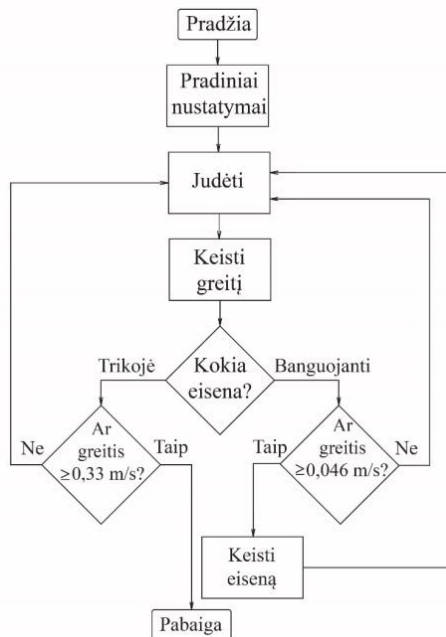 Pradžia
Pradiniai
nustatymai
Judėti
Keisti
greitį
Trikojė
Kokia
eisena?
Banguojanti
Ne
Ar
greitis
≥0,33 m/s?
Taip
Taip
Ar
greitis
≥0,046 m/s?
Ne
Keisti
eiseną
Pabaiga